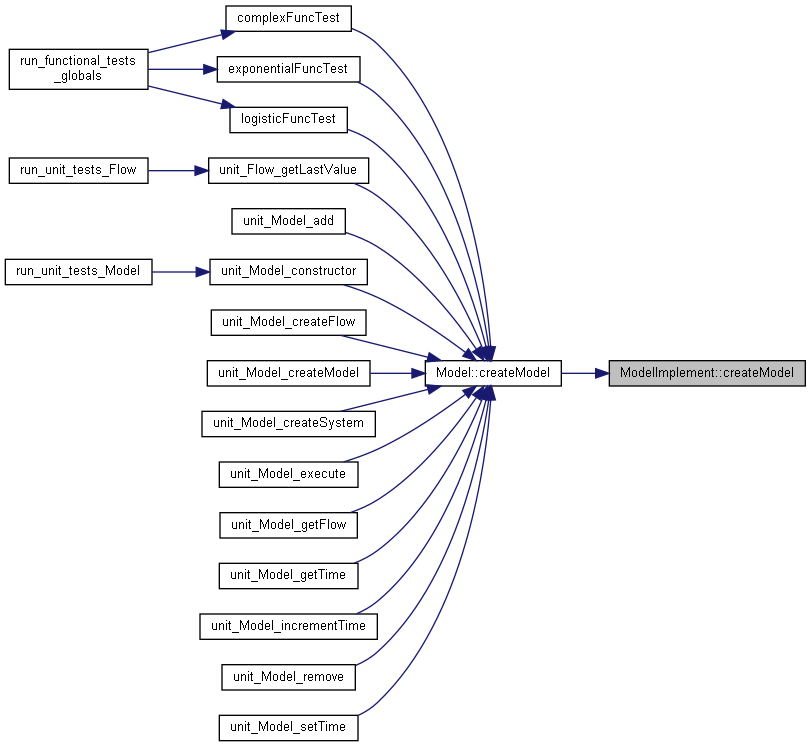 complexFuncTest
run_functional_tests
_globals
exponentialFuncTest
logisticFuncTest
run_unit_tests_Flow
unit_Flow_getLastValue
unit_Model_add
run_unit_tests_Model
unit_Model_constructor
unit_Model_createFlow
unit_Model_createModel
Model::createModel
ModelImplement::createModel
unit_Model_createSystem
unit_Model_execute
unit_Model_getFlow
unit_Model_getTime
unit_Model_incrementTime
unit_Model_remove
unit_Model_setTime